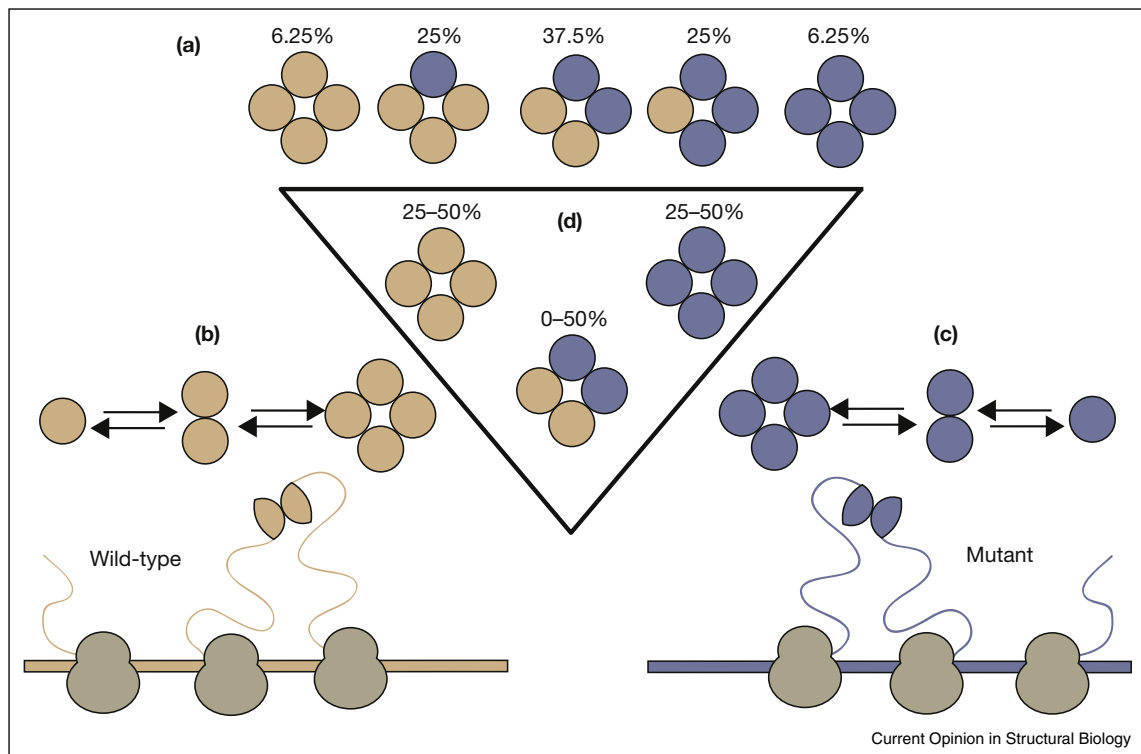 (a)
6.25%
25%
37.5%
25%
6.25%
25–50%
(d)
25–50%
0–50%
(b)
(c)
Wild-type
Mutant
Current Opinion in Structural Biology